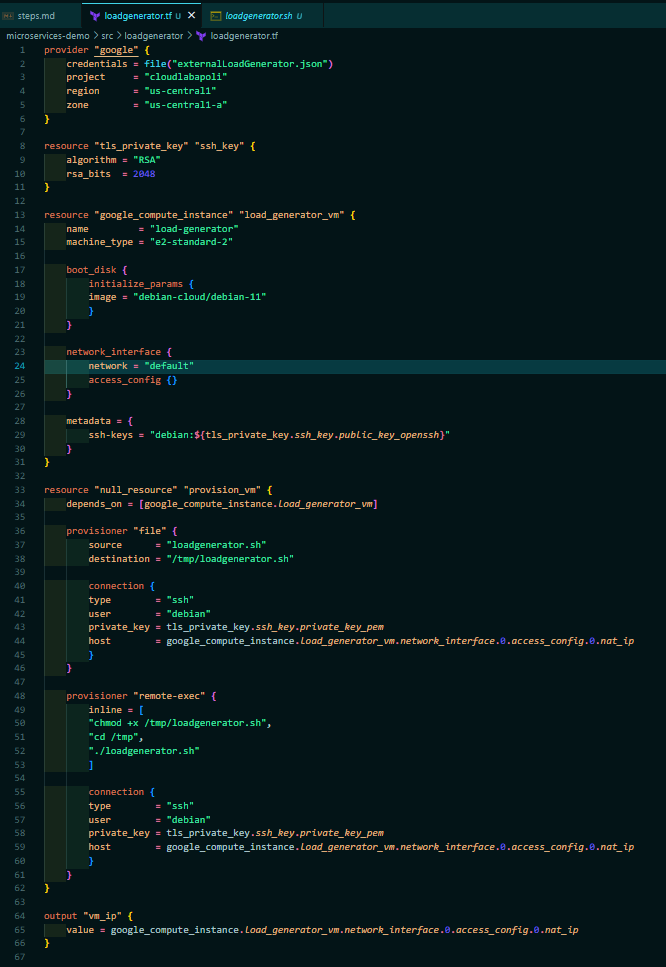 steps.md
loadgenerator.tf U ×
loadgenerator.sh U
microservices-demo > src > loadgenerator > loadgenerator.tf
1 provider "google" {
2 credentials = file("externalLoadGenerator.json")
3 project = "cloudlabapoli"
4 region = "us-central1"
5 zone = "us-central1-a"
6 }
7
8 resource "tls_private_key" "ssh_key" {
9 algorithm = "RSA"
10 rsa_bits = 2048
11 }
12
13 resource "google_compute_instance" "load_generator_vm" {
14 name = "load-generator"
15 machine_type = "e2-standard-2"
16
17 boot_disk {
18 initialize_params {
19 image = "debian-cloud/debian-11"
20 }
21 }
22
23 network_interface {
24 network = "default"
25 access_config {}
26 }
27
28 metadata = {
29 ssh-keys = "debian:${tls_private_key.ssh_key.public_key_openssh}"
30 }
31 }
32
33 resource "null_resource" "provision_vm" {
34 depends_on = [google_compute_instance.load_generator_vm]
35
36 provisioner "file" {
37 source = "loadgenerator.sh"
38 destination = "/tmp/loadgenerator.sh"
39
40 connection {
41 type = "ssh"
42 user = "debian"
43 private_key = tls_private_key.ssh_key.private_key_pem
44 host = google_compute_instance.load_generator_vm.network_interface.0.access_config.0.nat_ip
45 }
46 }
47
48 provisioner "remote-exec" {
49 inline = [
50 "chmod +x /tmp/loadgenerator.sh",
51 "cd /tmp",
52 "./loadgenerator.sh"
53 ]
54
55 connection {
56 type = "ssh"
57 user = "debian"
58 private_key = tls_private_key.ssh_key.private_key_pem
59 host = google_compute_instance.load_generator_vm.network_interface.0.access_config.0.nat_ip
60 }
61 }
62 }
63
64 output "vm_ip" {
65 value = google_compute_instance.load_generator_vm.network_interface.0.access_config.0.nat_ip
66 }
67